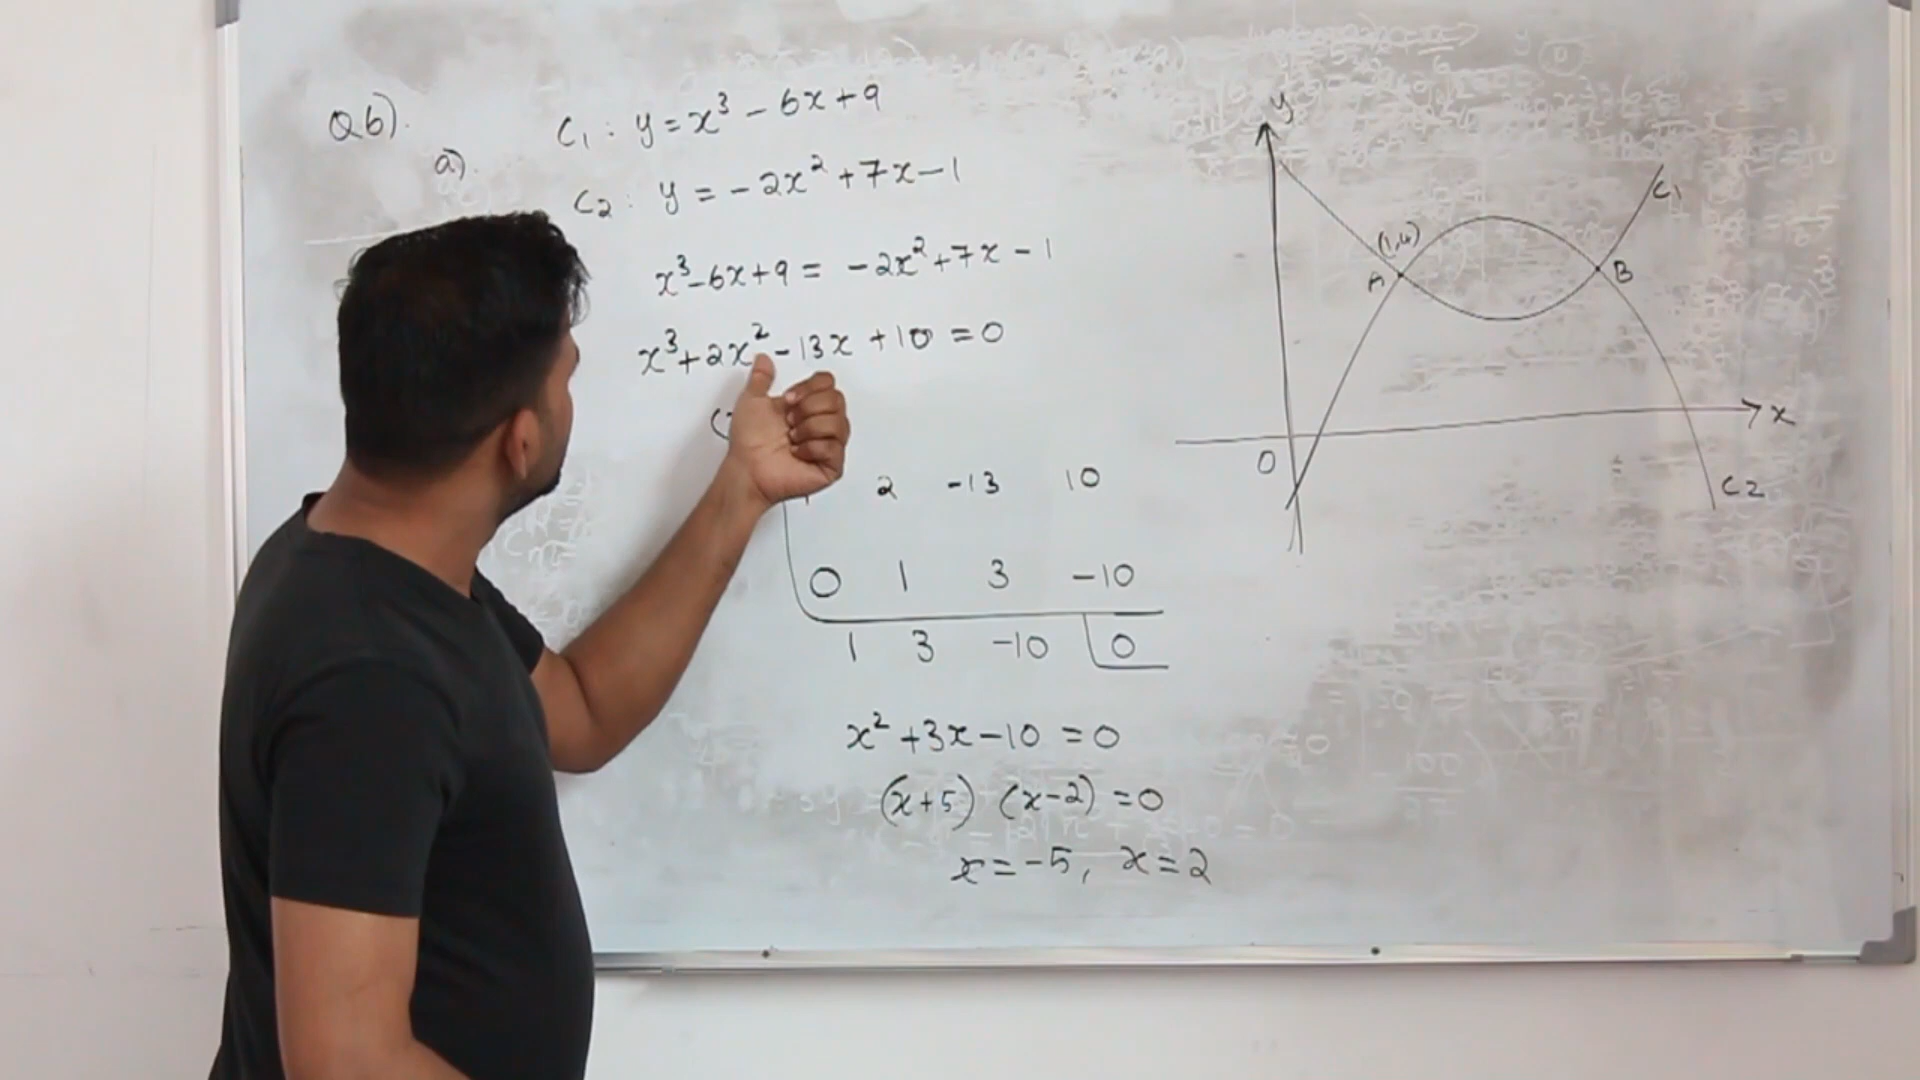 Q6).
a).
C1 : y = x³ - 6x + 9
C2 : y = -2x² + 7x - 1
x³ - 6x + 9 = -2x² + 7x - 1
x³ + 2x² - 13x + 10 = 0
2 -13 10
0 1 3 -10
1 3 -10 0
x² + 3x - 10 = 0
(x+5) (x-2) = 0
x = -5, x = 2
y
C1
(1,4)
A
B
x
O
C2